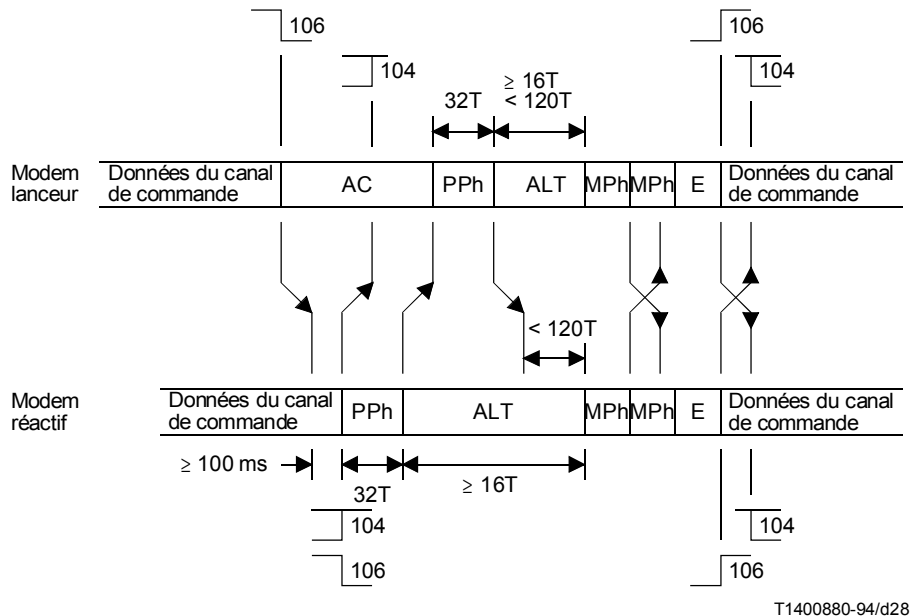 106
106
104
104
≥ 16T
32T
< 120T
Modem
lanceur
Données du canal
de commande
AC
PPh
ALT
MPh
MPh
E
Données du canal
de commande
< 120T
Modem
réactif
Données du canal
de commande
PPh
ALT
MPh
MPh
E
Données du canal
de commande
≥ 100 ms
32T
≥ 16T
104
104
106
106
T1400880-94/d28